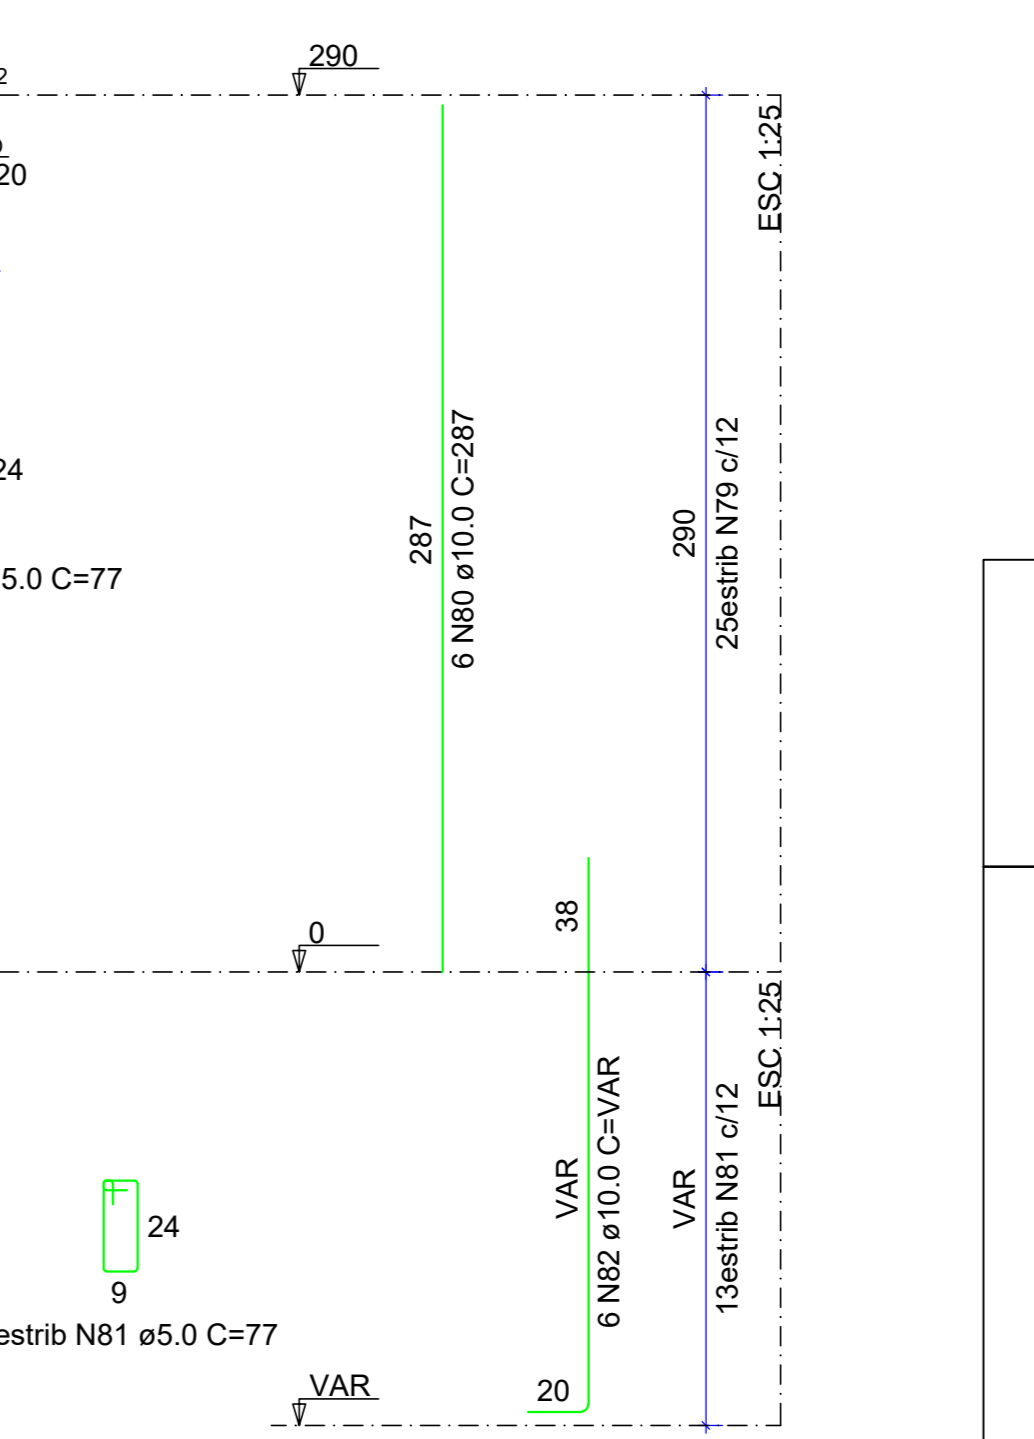 290
ESC 1:25
20
24
287
6 N80 ø10.0 C=287
290
25estrib N79 c/12
5.0 C=77
38
0
ESC 1:25
VAR
6 N82 ø10.0 C=VAR
VAR
13estrib N81 c/12
24
9
estrib N81 ø5.0 C=77
VAR
20